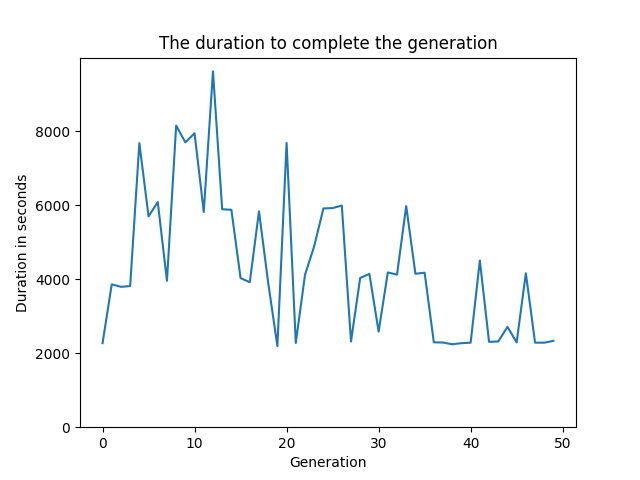 The duration to complete the generation
Duration in seconds
8000
6000
4000
2000
0
0 10 20 30 40 50
Generation